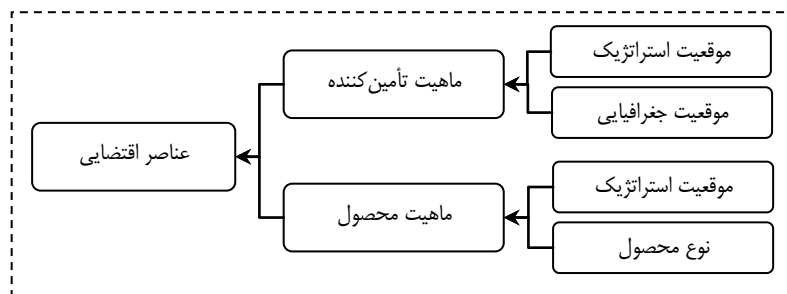 موقعیت استراتژیک
ماهیت تأمین‌کننده
موقعیت جغرافیایی
عناصر اقتضایی
موقعیت استراتژیک
ماهیت محصول
نوع محصول